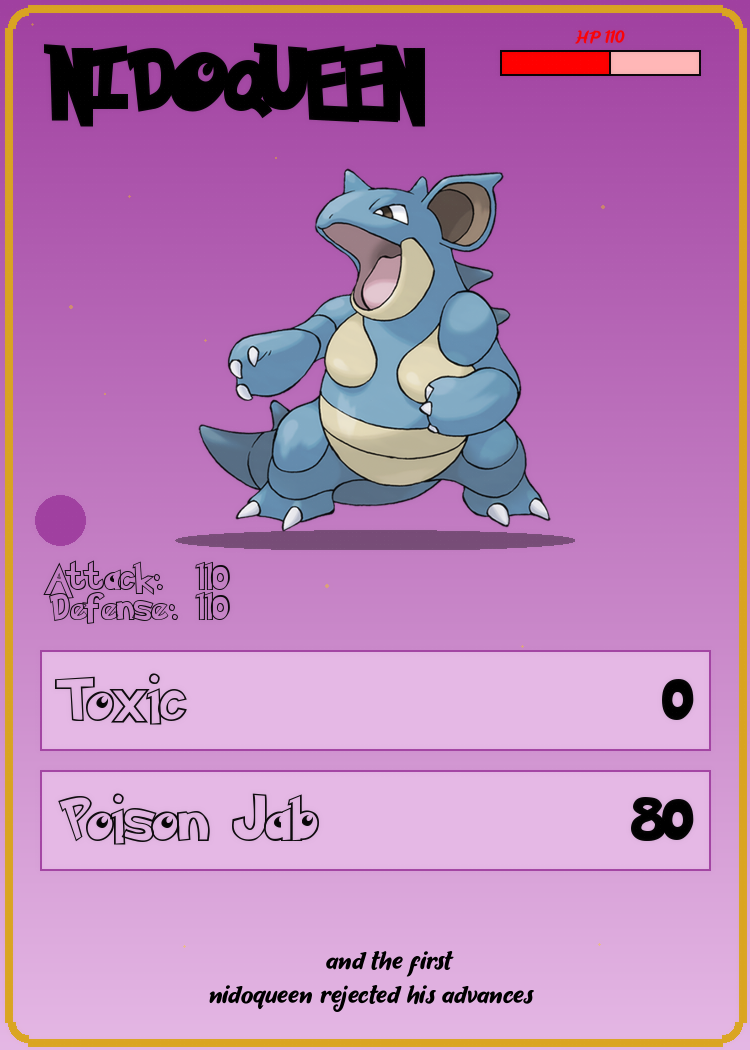 NIDOQUEEN
HP 110
Attack: 110
Defense: 110
Toxic 0
Poison Jab 80
and the first
nidoqueen rejected his advances